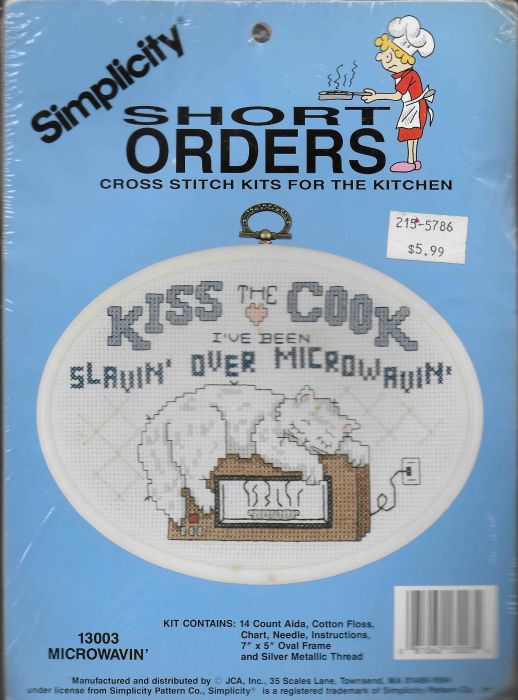 Simplicity
SHORT
ORDERS
CROSS STITCH KITS FOR THE KITCHEN
215-5786
$5.99
KISS THE COOK
I'VE BEEN
SLAVIN' OVER MICROWAVIN'
KIT CONTAINS: 14 Count Aida, Cotton Floss,
Chart, Needle, Instructions,
7" x 5" Oval Frame
and Silver Metallic Thread
13003
MICROWAVIN'
Manufactured and distributed by © JCA, Inc., 35 Scales Lane, Townsend, MA
under license from Simplicity Pattern Co., Simplicity® is a registered trademark of